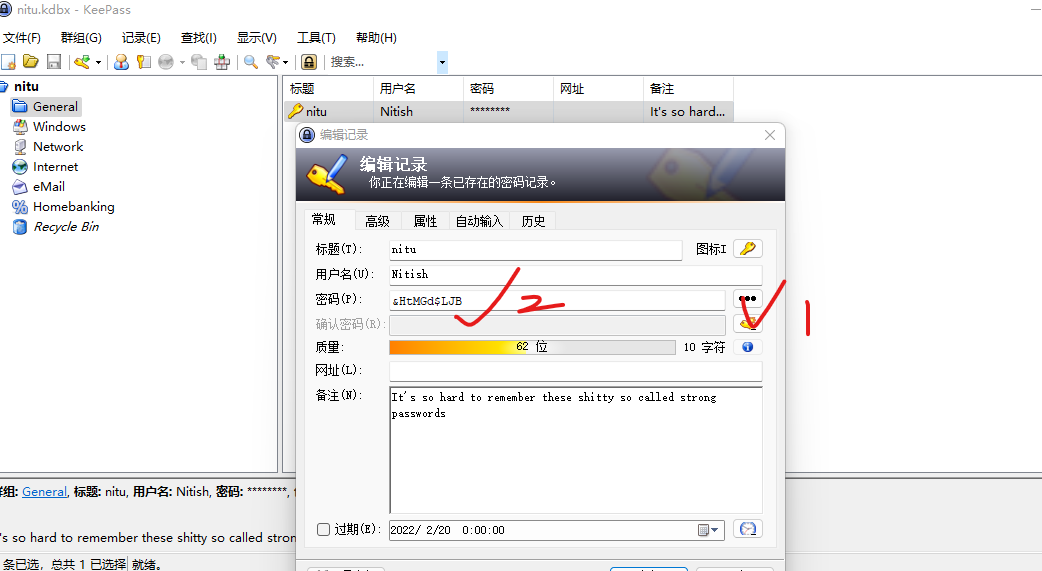 nitu.kdbx - KeePass
文件(F) 群组(G) 记录(E) 查找(I) 显示(V) 工具(T) 帮助(H)
搜索...
nitu
General
Windows
Network
Internet
eMail
Homebanking
Recycle Bin
标题 用户名 密码 网址 备注
nitu Nitish ******** It's so hard...
编辑记录
编辑记录
你正在编辑一条已存在的密码记录。
常规 高级 属性 自动输入 历史
标题(T): nitu 图标I
用户名(U): Nitish
密码(P): &HtMGd$LJB
2
1
确认密码(R):
质量: 62 位 10 字符
网址(L):
备注(N): It's so hard to remember these shitty so called strong
passwords
过期(E): 2022/ 2/20 0:00:00
群组: General, 标题: nitu, 用户名: Nitish, 密码: ********,
's so hard to remember these shitty so called stron
条已选，总共 1 已选择 就绪。